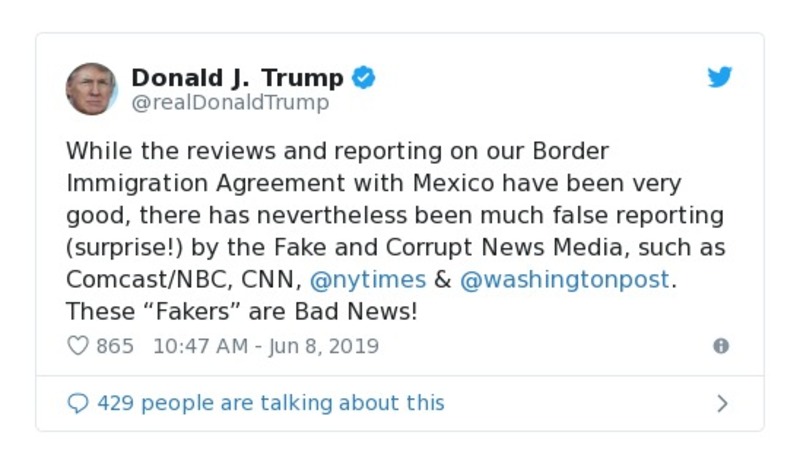 Donald J. Trump
@realDonaldTrump
While the reviews and reporting on our Border
Immigration Agreement with Mexico have been very
good, there has nevertheless been much false reporting
(surprise!) by the Fake and Corrupt News Media, such as
Comcast/NBC, CNN, @nytimes & @washingtonpost.
These “Fakers” are Bad News!
865 10:47 AM - Jun 8, 2019
429 people are talking about this